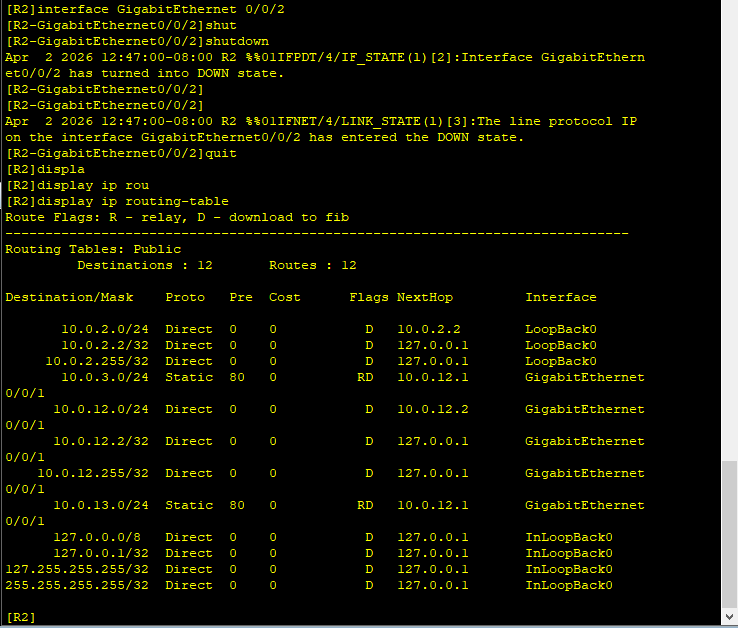 [R2]interface GigabitEthernet 0/0/2
[R2-GigabitEthernet0/0/2]shut
[R2-GigabitEthernet0/0/2]shutdown
Apr  2 2026 12:47:00-08:00 R2 %%01IFPDT/4/IF_STATE(l)[2]:Interface GigabitEthern
et0/0/2 has turned into DOWN state.
[R2-GigabitEthernet0/0/2]
[R2-GigabitEthernet0/0/2]
Apr  2 2026 12:47:00-08:00 R2 %%01IFNET/4/LINK_STATE(l)[3]:The line protocol IP
on the interface GigabitEthernet0/0/2 has entered the DOWN state.
[R2-GigabitEthernet0/0/2]quit
[R2]displa
[R2]display ip rou
[R2]display ip routing-table
Route Flags: R - relay, D - download to fib
------------------------------------------------------------------------------
Routing Tables: Public
         Destinations : 12       Routes : 12

Destination/Mask    Proto   Pre  Cost      Flags NextHop         Interface

       10.0.2.0/24  Direct  0    0           D   10.0.2.2        LoopBack0
       10.0.2.2/32  Direct  0    0           D   127.0.0.1       LoopBack0
     10.0.2.255/32  Direct  0    0           D   127.0.0.1       LoopBack0
       10.0.3.0/24  Static  80   0          RD   10.0.12.1       GigabitEthernet
0/0/1
      10.0.12.0/24  Direct  0    0           D   10.0.12.2       GigabitEthernet
0/0/1
      10.0.12.2/32  Direct  0    0           D   127.0.0.1       GigabitEthernet
0/0/1
    10.0.12.255/32  Direct  0    0           D   127.0.0.1       GigabitEthernet
0/0/1
      10.0.13.0/24  Static  80   0          RD   10.0.12.1       GigabitEthernet
0/0/1
      127.0.0.0/8   Direct  0    0           D   127.0.0.1       InLoopBack0
      127.0.0.1/32  Direct  0    0           D   127.0.0.1       InLoopBack0
127.255.255.255/32  Direct  0    0           D   127.0.0.1       InLoopBack0
255.255.255.255/32  Direct  0    0           D   127.0.0.1       InLoopBack0

[R2]